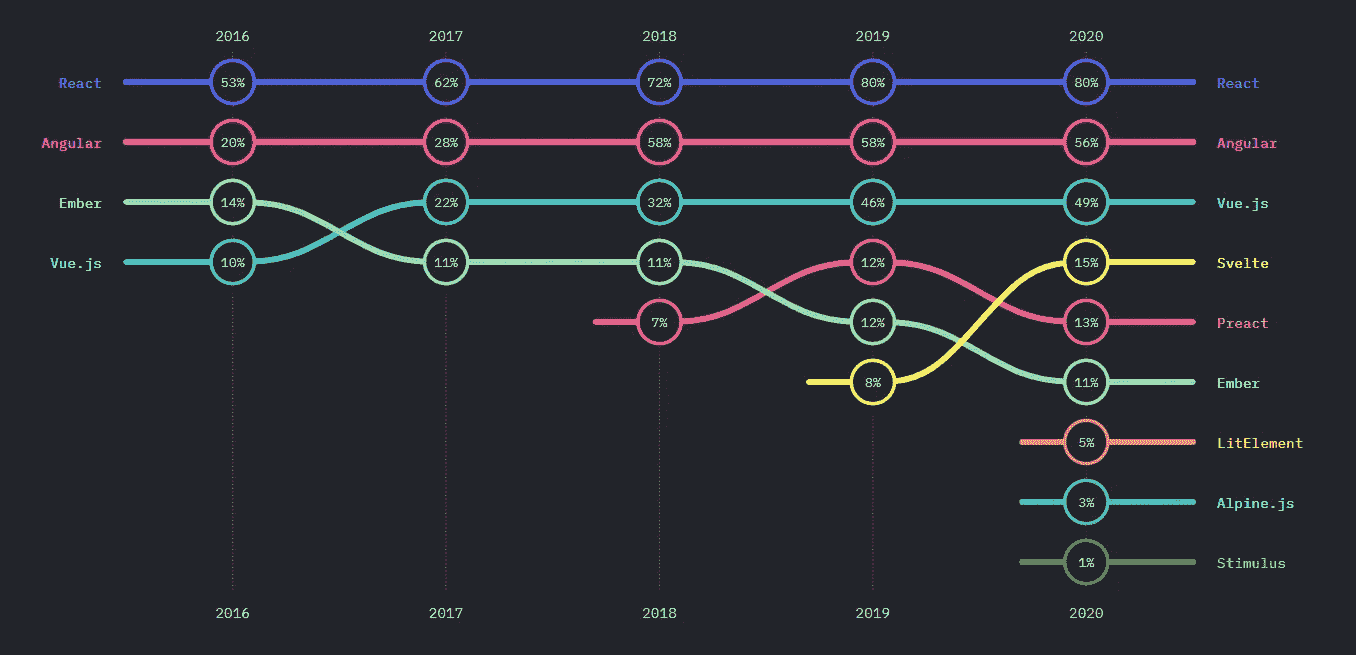 2016 2017 2018 2019 2020
React 53% 62% 72% 80% 80% React
Angular 20% 28% 58% 58% 56% Angular
Ember 14% 22% 32% 46% 49% Vue.js
Vue.js 10% 11% 11% 12% 15% Svelte
7% 12% 13% Preact
8% 11% Ember
5% LitElement
3% Alpine.js
1% Stimulus
2016 2017 2018 2019 2020